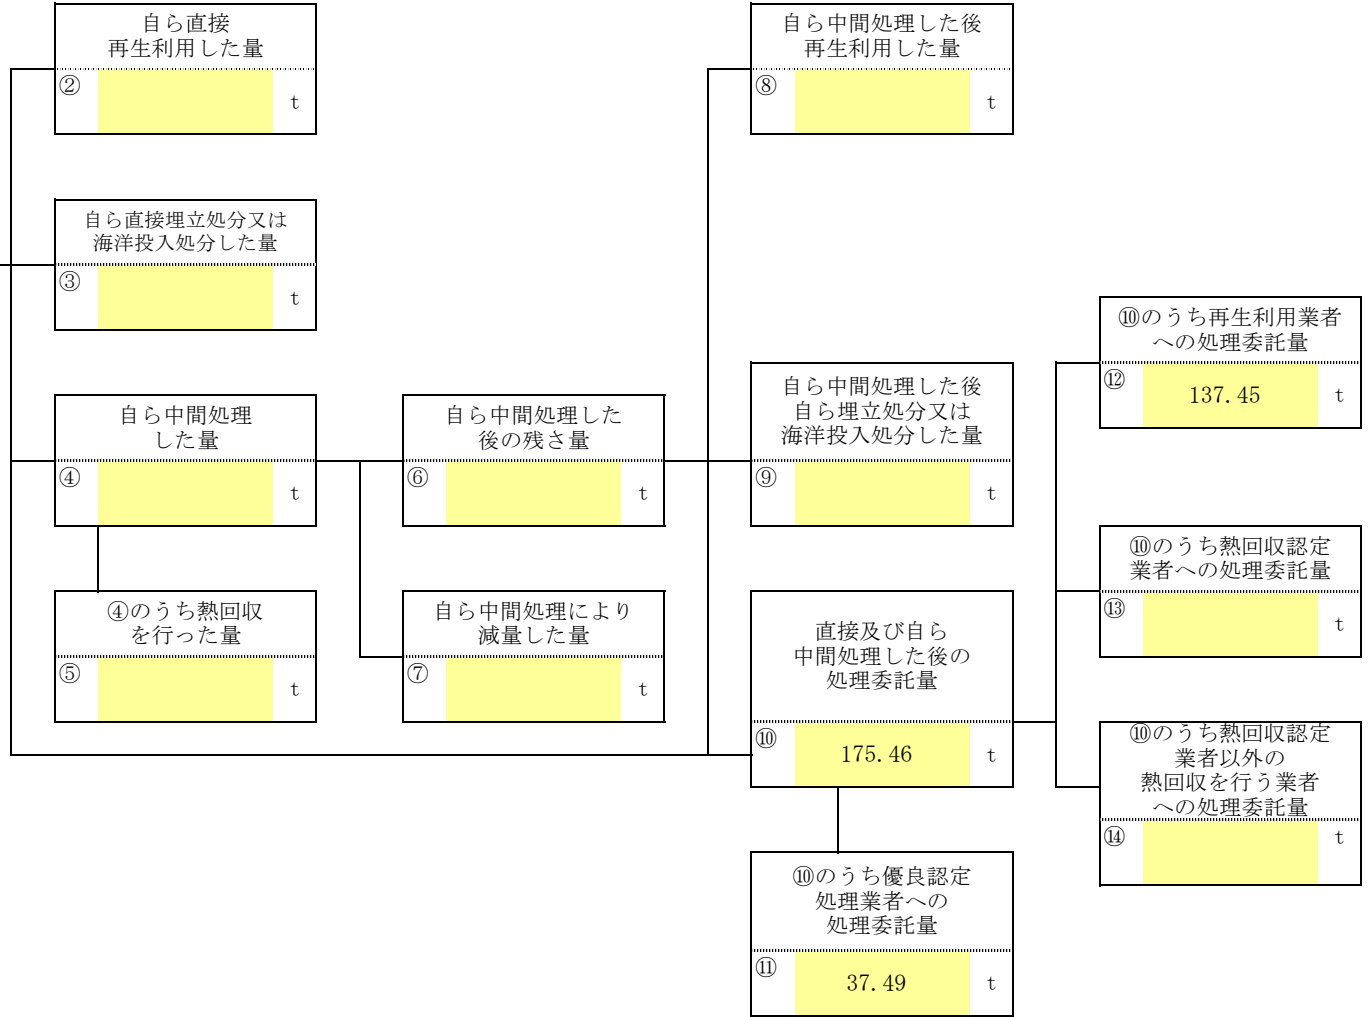 自ら直接
再生利用した量
②
t
自ら中間処理した後
再生利用した量
⑧
t
自ら直接埋立処分又は
海洋投入処分した量
③
t
⑩のうち再生利用業者
への処理委託量
⑫
137.45
t
自ら中間処理
した量
④
t
自ら中間処理した
後の残さ量
⑥
t
自ら中間処理した後
自ら埋立処分又は
海洋投入処分した量
⑨
t
⑩のうち熱回収認定
業者への処理委託量
⑬
t
④のうち熱回収
を行った量
⑤
t
自ら中間処理により
減量した量
⑦
t
直接及び自ら
中間処理した後の
処理委託量
⑩
175.46
t
⑩のうち熱回収認定
業者以外の
熱回収を行う業者
への処理委託量
⑭
t
⑩のうち優良認定
処理業者への
処理委託量
⑪
37.49
t